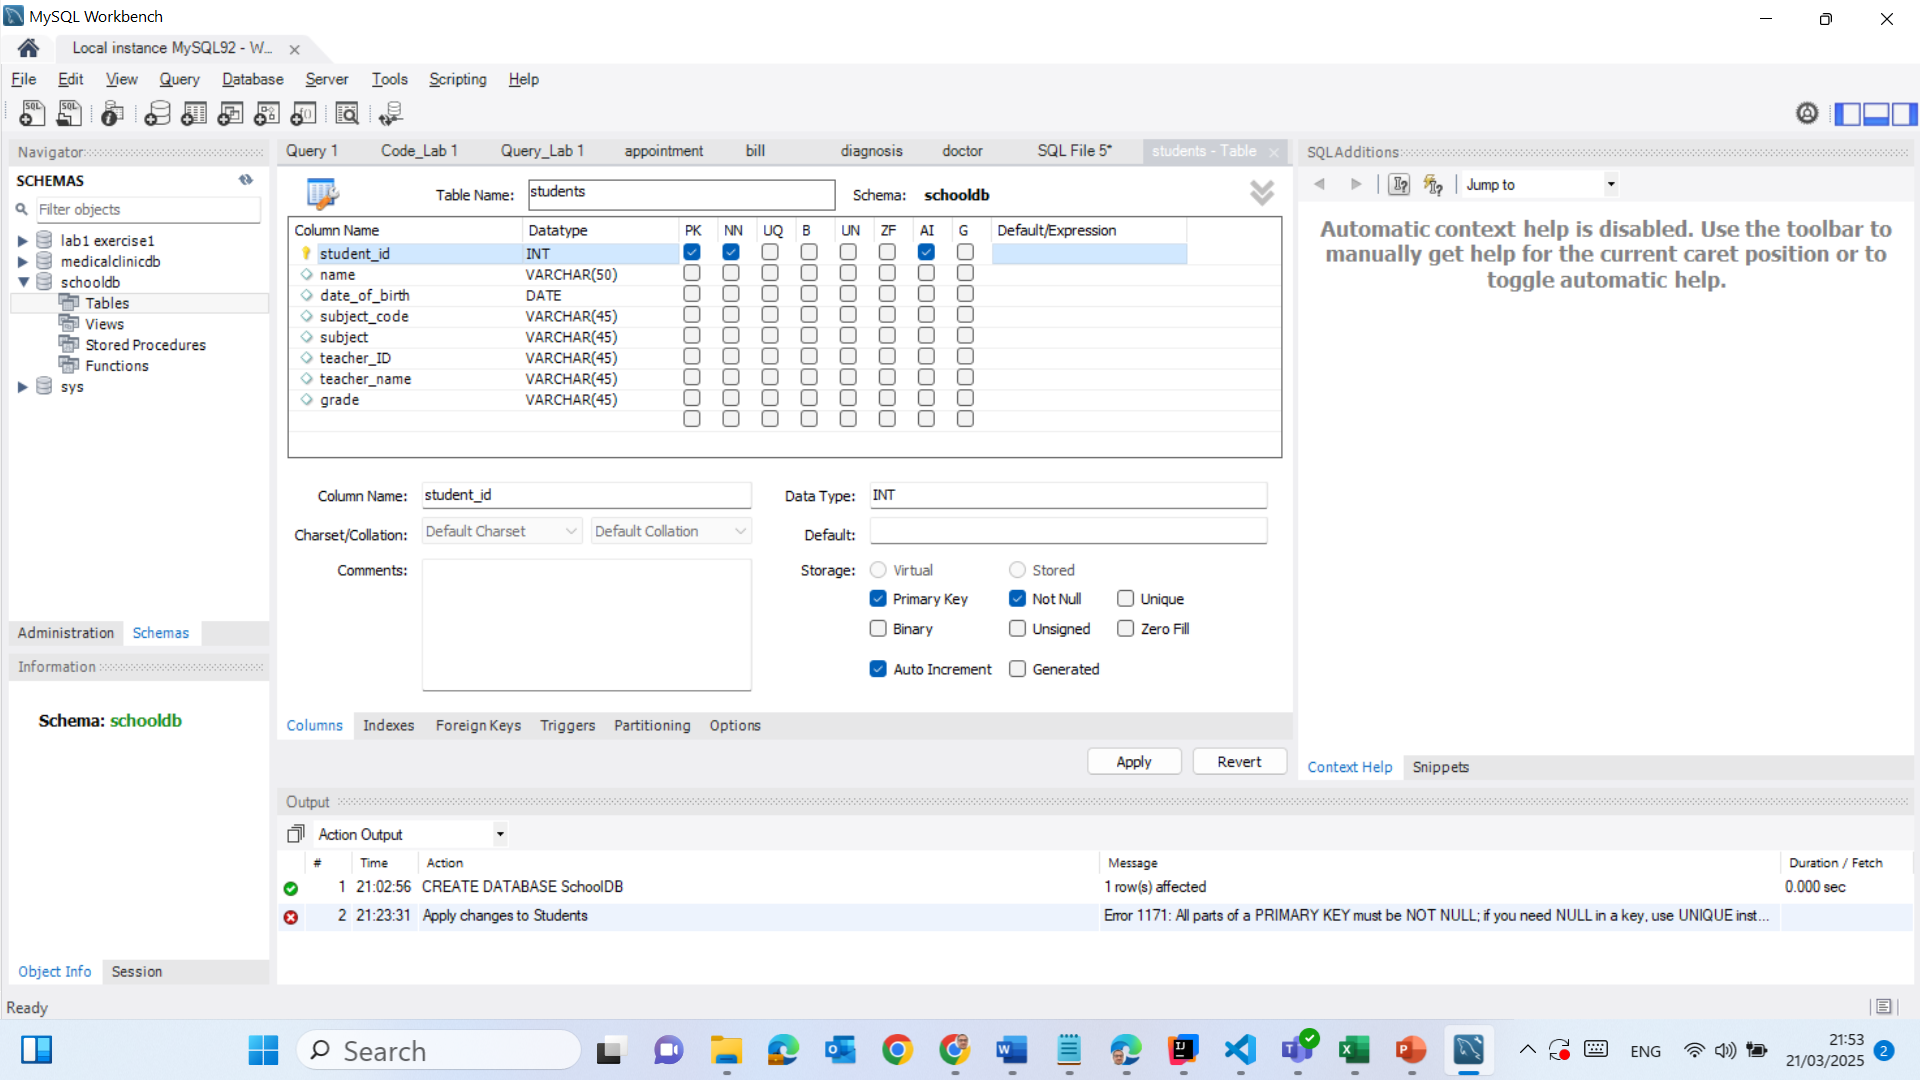 MySQL Workbench
Local instance MySQL92 - W...
File Edit View Query Database Server Tools Scripting Help
Navigator
SCHEMAS
Filter objects
lab1 exercise1
medicalclinicdb
schooldb
Tables
Views
Stored Procedures
Functions
sys
Administration Schemas
Information
Schema: schooldb
Object Info Session
Query 1 Code_Lab 1 Query_Lab 1 appointment bill diagnosis doctor SQL File 5* students - Table
Table Name: students Schema: schooldb
Column Name Datatype PK NN UQ B UN ZF AI G Default/Expression
student_id INT
name VARCHAR(50)
date_of_birth DATE
subject_code VARCHAR(45)
subject VARCHAR(45)
teacher_ID VARCHAR(45)
teacher_name VARCHAR(45)
grade VARCHAR(45)
Column Name: student_id Data Type: INT
Charset/Collation: Default Charset Default Collation Default:
Comments: Storage: Virtual Stored
Primary Key Not Null Unique
Binary Unsigned Zero Fill
Auto Increment Generated
Columns Indexes Foreign Keys Triggers Partitioning Options
Apply Revert
SQLAdditions
Jump to
Automatic context help is disabled. Use the toolbar to
manually get help for the current caret position or to
toggle automatic help.
Context Help Snippets
Output
Action Output
# Time Action Message Duration / Fetch
1 21:02:56 CREATE DATABASE SchoolDB 1 row(s) affected 0.000 sec
2 21:23:31 Apply changes to Students Error 1171: All parts of a PRIMARY KEY must be NOT NULL; if you need NULL in a key, use UNIQUE inst...
Ready
Search
ENG
21:53
21/03/2025
2